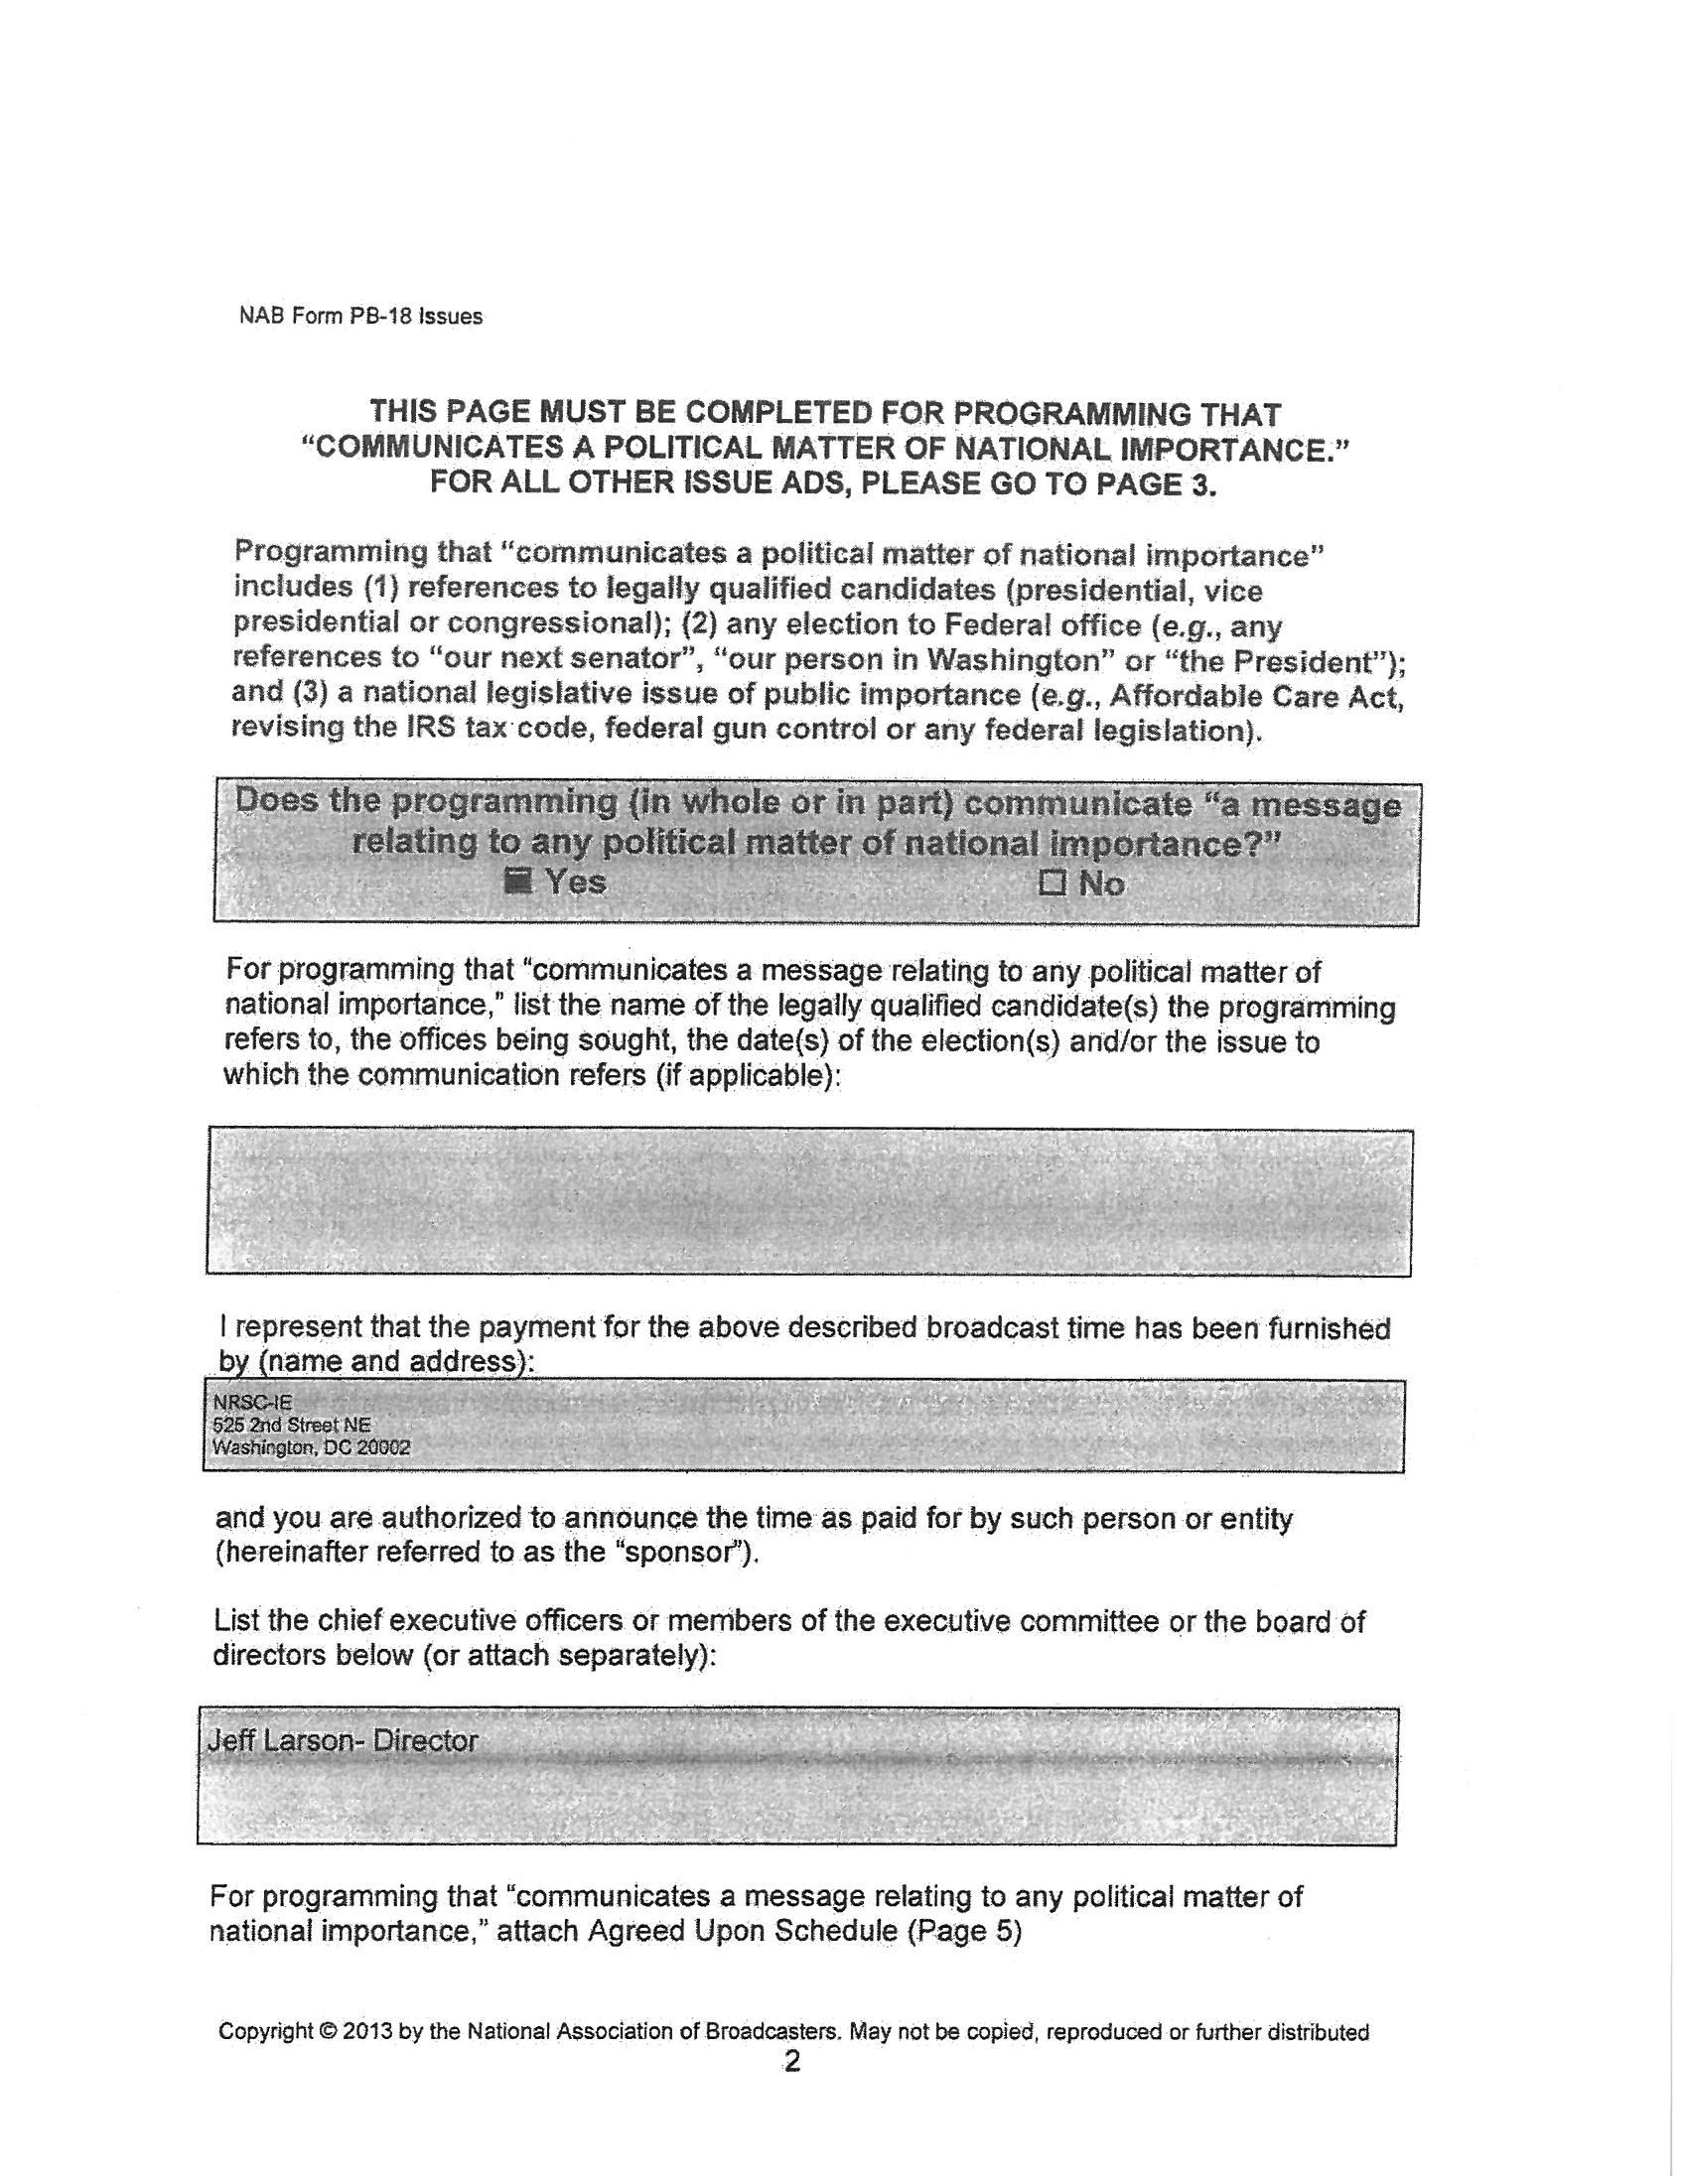 NAB Form PB-18 Issues
THIS PAGE MUST BE COMPLETED FOR PROGRAMMING THAT
“COMMUNICATES A POLITICAL MATTER OF NATIONAL IMPORTANCE.”
FOR ALL OTHER ISSUE ADS, PLEASE GO TO PAGE 3.
Programming that “communicates a political matter of national importance”
includes (1) references to legally qualified candidates (presidential, vice
presidential or congressional); (2) any election to Federal office (e.g., any
references to “our next senator”, “our person in Washington” or “the President”);
and (3) a national legislative issue of public importance (e.g., Affordable Care Act,
revising the IRS tax code, federal gun control or any federal legislation).
Does the programming (in whole or in part) communicate “a message
relating to any political matter of national importance?”
Yes No
For programming that “communicates a message relating to any political matter of
national importance,” list the name of the legally qualified candidate(s) the programming
refers to, the offices being sought, the date(s) of the election(s) and/or the issue to
which the communication refers (if applicable):
I represent that the payment for the above described broadcast time has been furnished
by (name and address):
NRSC-IE
525 2nd Street NE
Washington, DC 20002
and you are authorized to announce the time as paid for by such person or entity
(hereinafter referred to as the “sponsor”).
List the chief executive officers or members of the executive committee or the board of
directors below (or attach separately):
Jeff Larson- Director
For programming that “communicates a message relating to any political matter of
national importance,” attach Agreed Upon Schedule (Page 5)
Copyright © 2013 by the National Association of Broadcasters. May not be copied, reproduced or further distributed
2